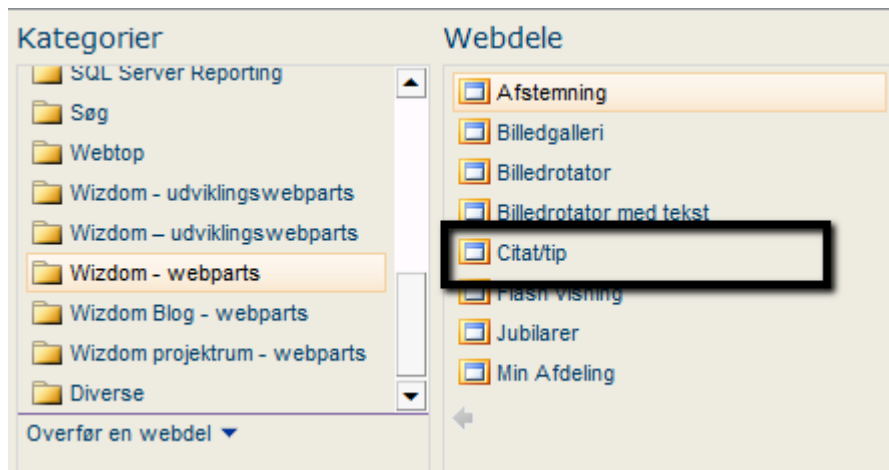 Kategorier
SQL Server Reporting
Søg
Webtop
Wizdom - udviklingswebparts
Wizdom – udviklingswebparts
Wizdom - webparts
Wizdom Blog - webparts
Wizdom projektrum - webparts
Diverse
Overfør en webdel
Webdele
Afstemning
Billedgalleri
Billedrotator
Billedrotator med tekst
Citat/tip
Flash visning
Jubilarer
Min Afdeling